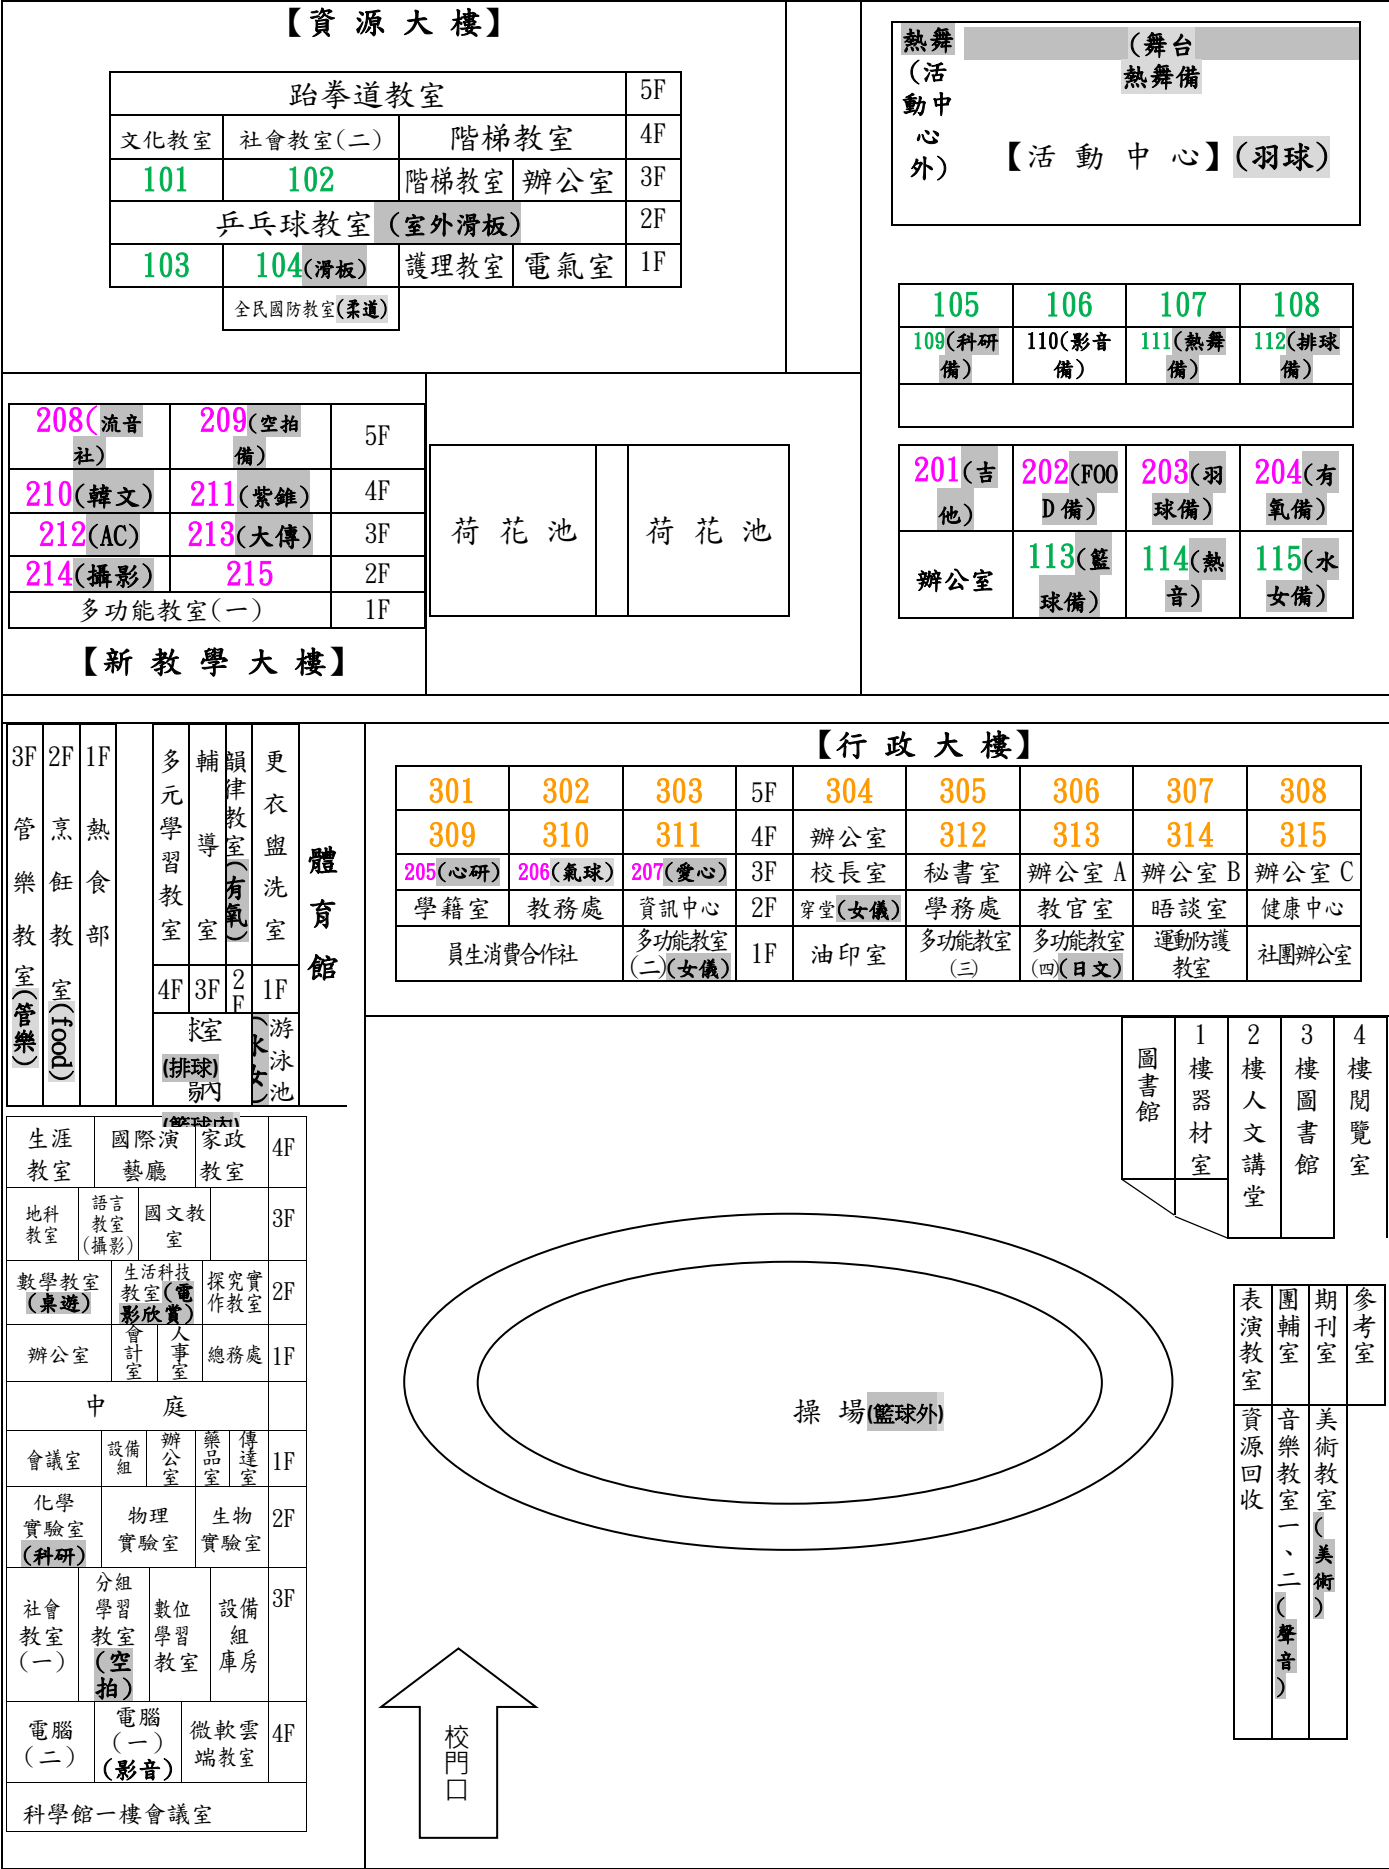 【資 源 大 樓】
跆拳道教室 5F
文化教室 社會教室(二) 階梯教室 4F
101 102 階梯教室 辦公室 3F
乒乓球教室 (室外滑板) 2F
103 104(滑板) 護理教室 電氣室 1F
全民國防教室(柔道)
熱舞
(活
動中
心
外)
(舞台
熱舞備
【活 動 中 心】(羽球)
105 106 107 108
109(科研備) 110(影音備) 111(熱舞備) 112(排球備)
201(吉他) 202(FOOD備) 203(羽球備) 204(有氧備)
辦公室 113(籃球備) 114(熱音) 115(水女備)
208(流音社) 209(空拍備) 5F
210(韓文) 211(紫錐) 4F
212(AC) 213(大傳) 3F
214(攝影) 215 2F
多功能教室(一) 1F
【新 教 學 大 樓】
荷 花 池
荷 花 池
3F 管樂教室(管樂)
2F 烹飪教室(food)
1F 熱食部
多元學習教室 4F
輔導室 3F
韻律教室(有氧) 2F
更衣盥洗室 1F
體育館
球室
(排球)
內
(籃球內)
游泳池
(水女)
【行 政 大 樓】
301 302 303 5F 304 305 306 307 308
309 310 311 4F 辦公室 312 313 314 315
205(心研) 206(氣球) 207(愛心) 3F 校長室 秘書室 辦公室 A 辦公室 B 辦公室 C
學籍室 教務處 資訊中心 2F 穿堂(女儀) 學務處 教官室 晤談室 健康中心
員生消費合作社 多功能教室(二)(女儀) 1F 油印室 多功能教室(三) 多功能教室(四)(日文) 運動防護教室 社團辦公室
圖書館
1樓器材室
2樓人文講堂
3樓圖書館
4樓閱覽室
生涯教室 國際演藝廳 家政教室 4F
地科教室 語言教室(攝影) 國文教室 3F
數學教室(桌遊) 生活科技教室(電影欣賞) 探究實作教室 2F
辦公室 會計室 人事室 總務處 1F
中 庭
會議室 設備組 辦公室 藥品室 傳達室 1F
化學實驗室(科研) 物理實驗室 生物實驗室 2F
社會教室(一) 分組學習教室(空拍) 數位學習教室 設備組庫房 3F
電腦(二) 電腦(一)(影音) 微軟雲端教室 4F
科學館一樓會議室
操 場(籃球外)
校門口
表演教室 團輔室 期刊室 參考室
資源回收
音樂教室一、二(聲音)
美術教室(美術)